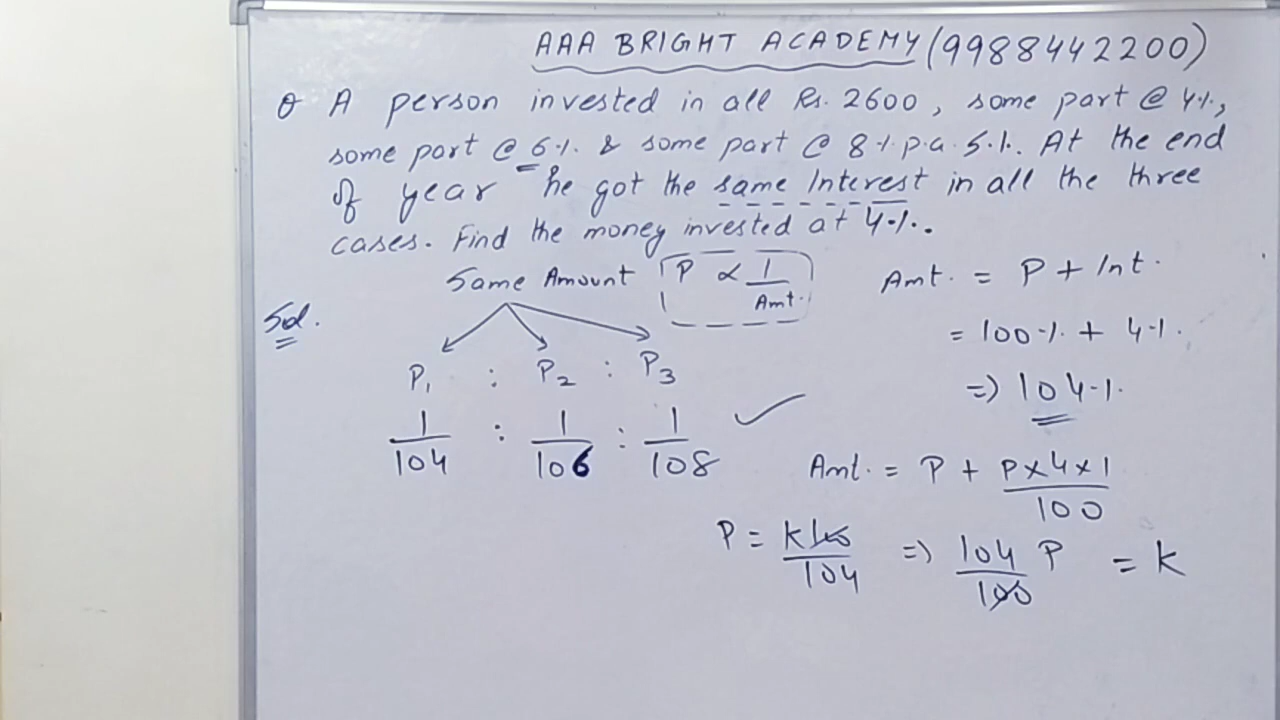 AAA BRIGHT ACADEMY (9988442200)
Q A person invested in all Rs. 2600, some part @ 4%,
some part @ 6% & some part @ 8% p.a. S.I. At the end
of year he got the same Interest in all the three
cases. Find the money invested at 4%.
Same Amount P ∝ 1/Amt.
Amt. = P + Int.
Sol.
= 100% + 4%.
P₁ : P₂ : P₃
=> 104%.
1/104 : 1/106 : 1/108 ✓
Amt. = P + P×4×1/100
P = k100/104 => 104/100 P = k